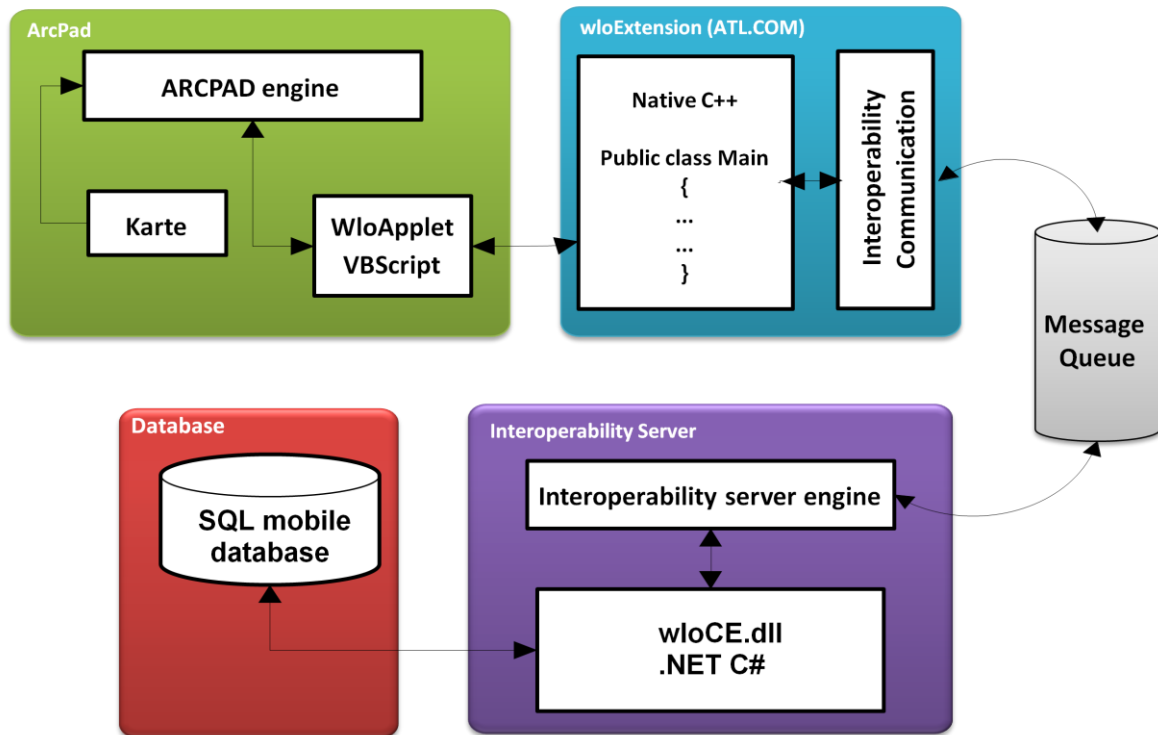 ArcPad
ARCPAD engine
Karte
WloApplet
VBScript
wloExtension (ATL.COM)
Native C++
Public class Main
{
...
...
}
Interoperability
Communication
Message
Queue
Database
SQL mobile
database
Interoperability Server
Interoperability server engine
wloCE.dll
.NET C#